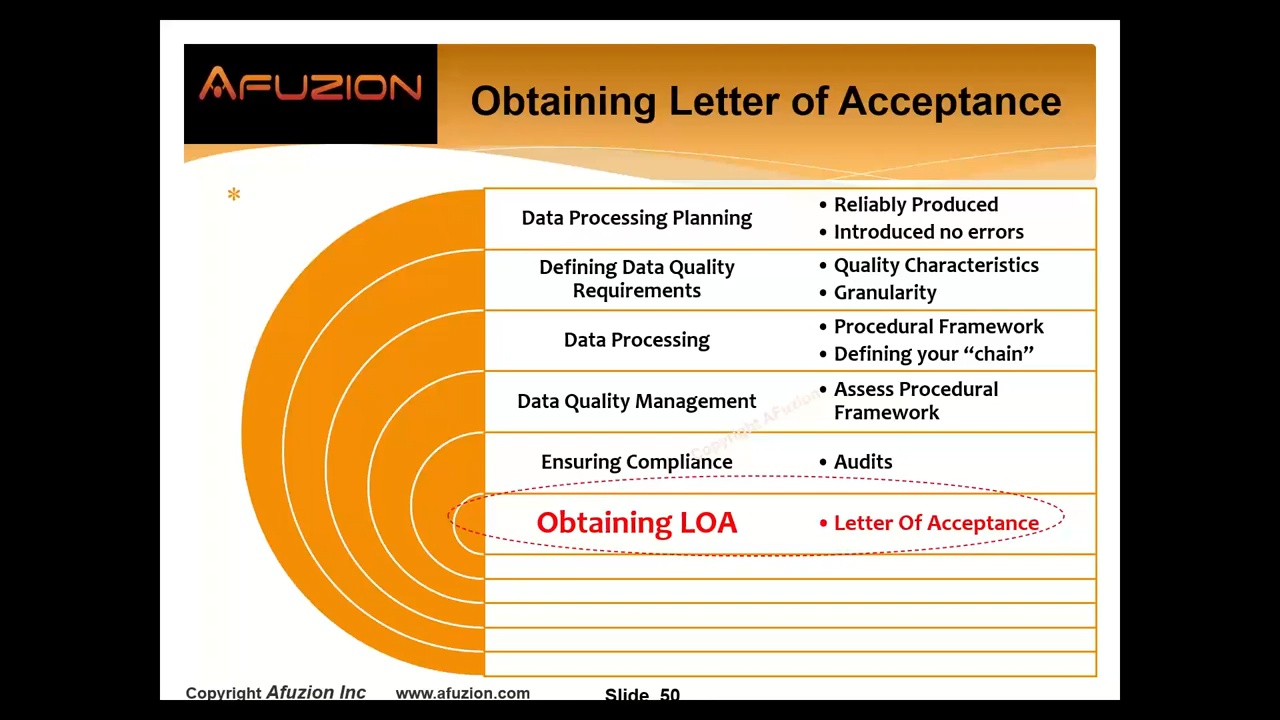 AFUZION
Obtaining Letter of Acceptance
*
Data Processing Planning
• Reliably Produced
• Introduced no errors
Defining Data Quality
Requirements
• Quality Characteristics
• Granularity
Data Processing
• Procedural Framework
• Defining your “chain”
Data Quality Management
• Assess Procedural
Framework
Copyright AFuzion
Ensuring Compliance
• Audits
Obtaining LOA
• Letter Of Acceptance
Copyright Afuzion Inc www.afuzion.com Slide 50